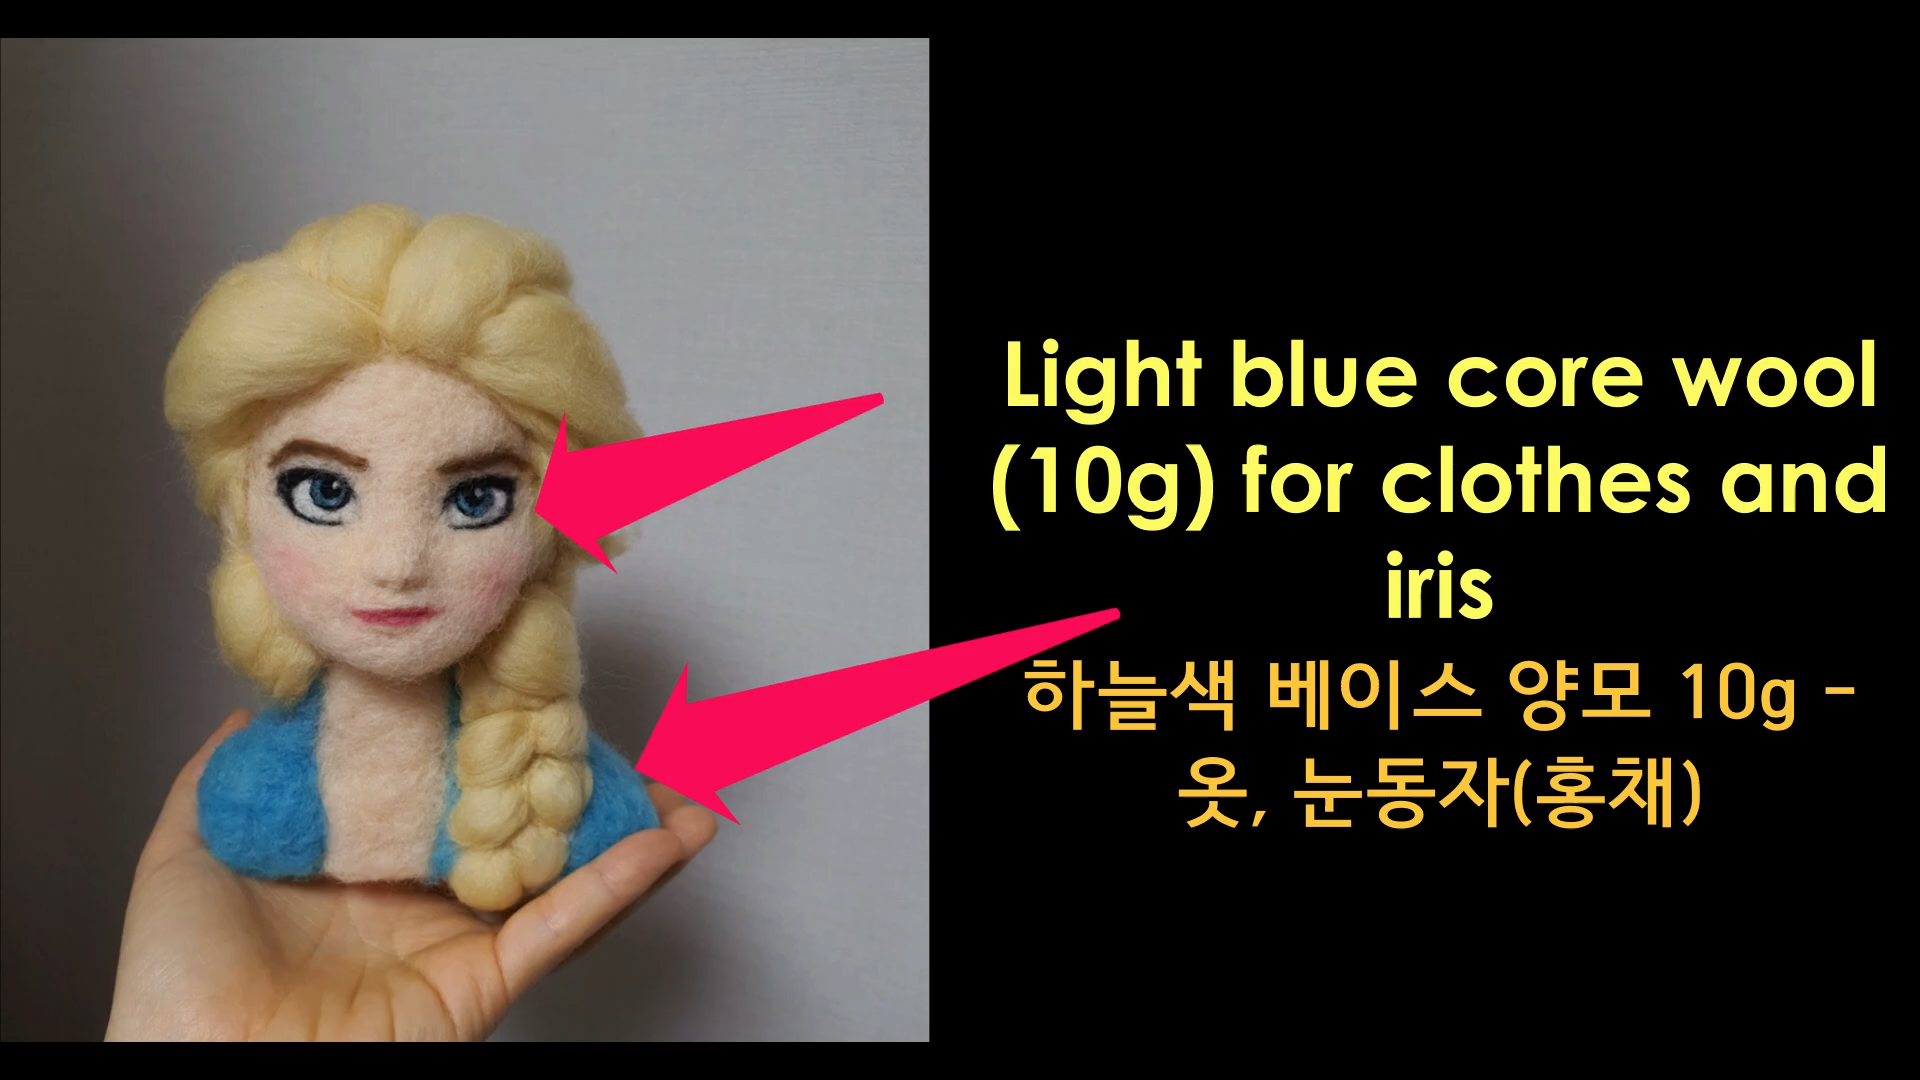 Light blue core wool
(10g) for clothes and
iris
하늘색 베이스 양모 10g -
옷, 눈동자(홍채)